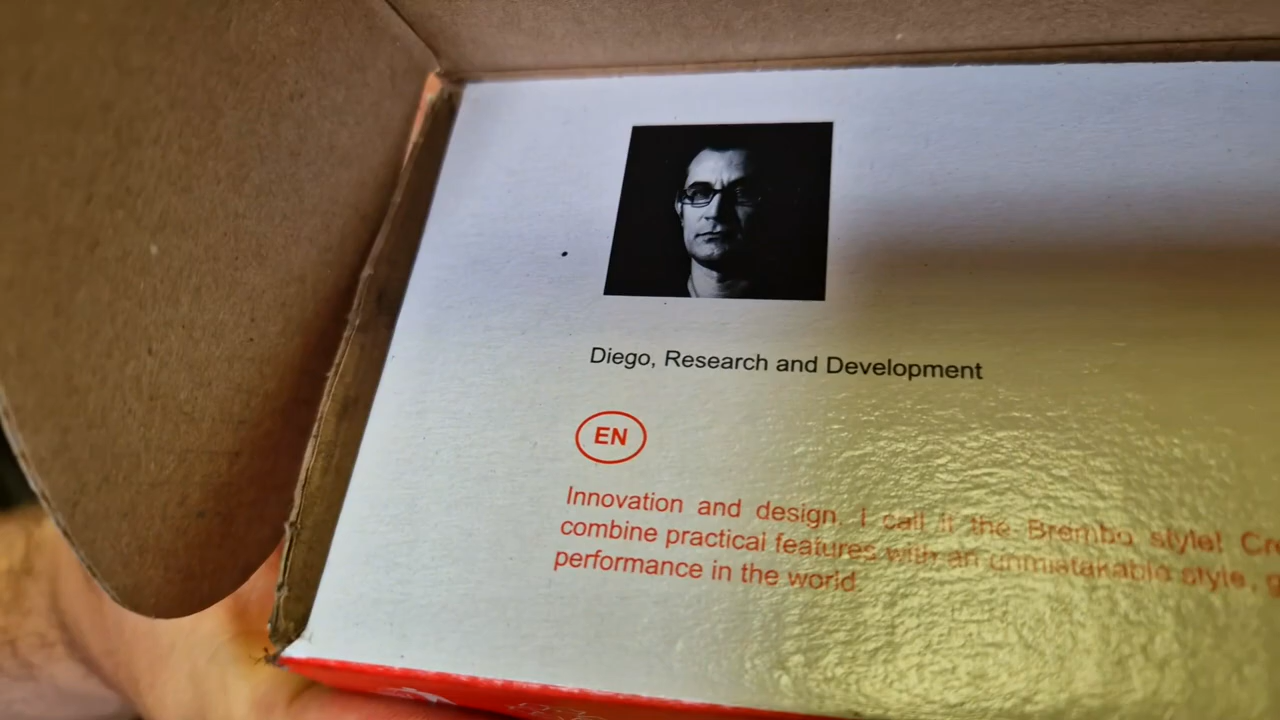 Diego, Research and Development
EN
Innovation and design. I call it the Brembo style! Cre
combine practical features with an unmistakable style, g
performance in the world.